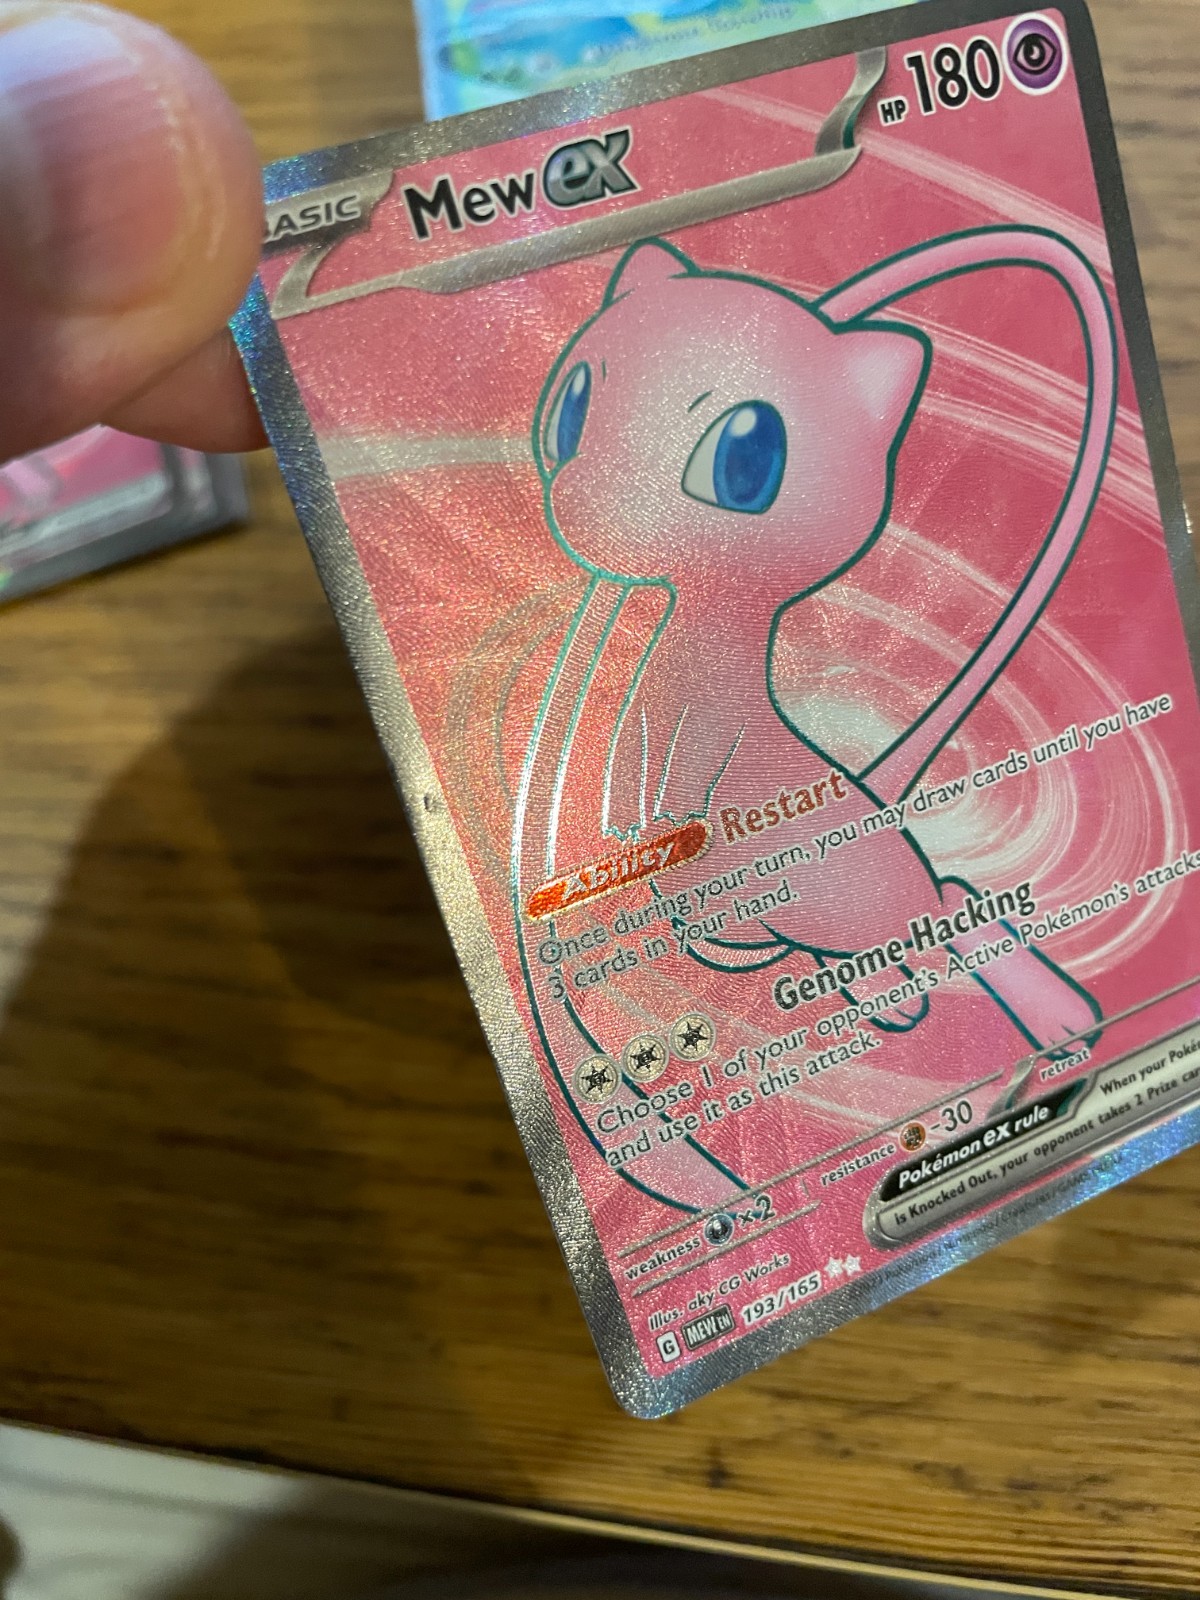 BASIC
Mew ex
HP 180
Ability Restart
Once during your turn, you may draw cards until you have
3 cards in your hand.
Genome Hacking
Choose 1 of your opponent's Active Pokémon's attacks
and use it as this attack.
weakness ×2
resistance -30
retreat
Pokémon ex rule
When your Poké
is Knocked Out, your opponent takes 2 Prize car
Illus. aky CG Works
G MEW EN 193/165